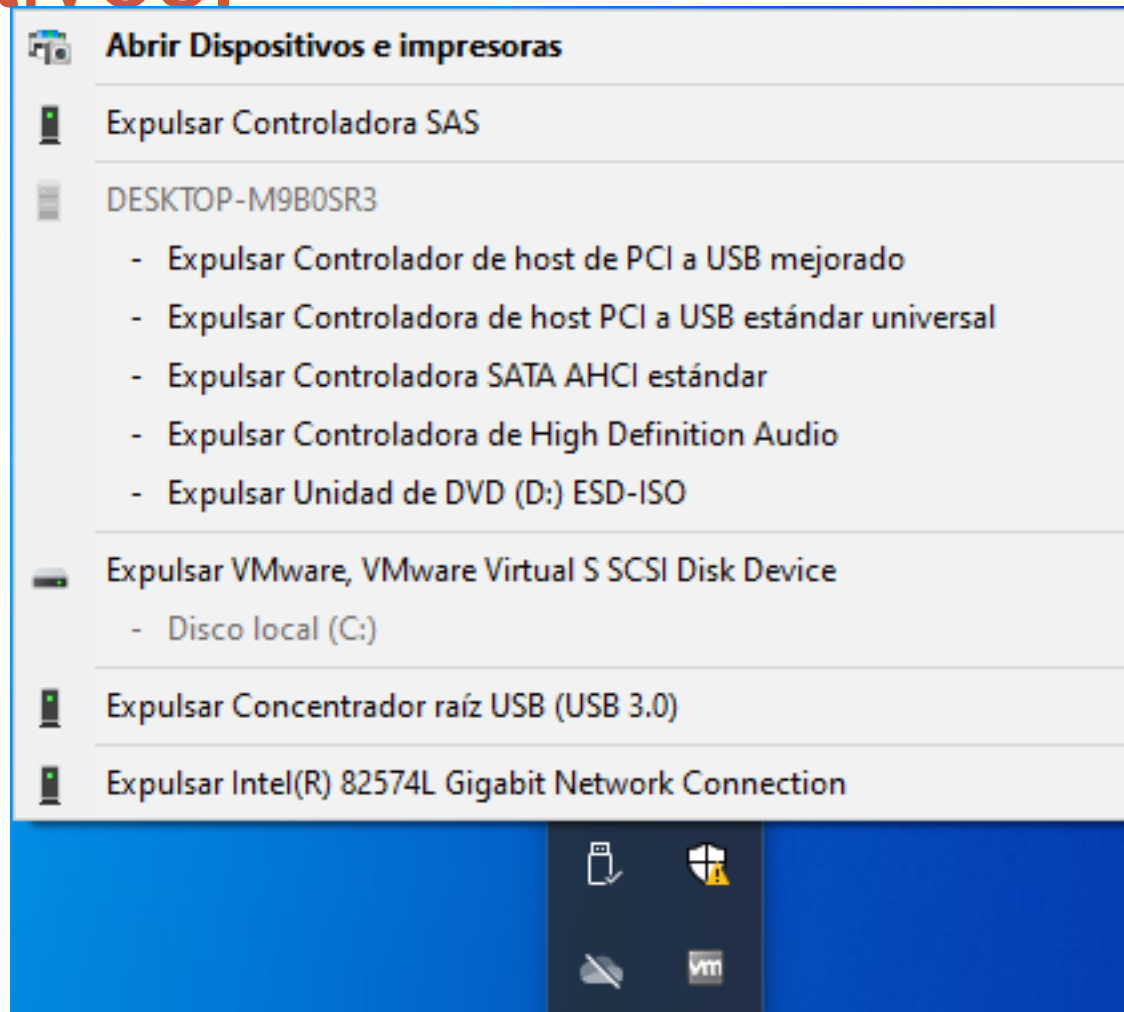 Abrir Dispositivos e impresoras
Expulsar Controladora SAS
DESKTOP-M9B0SR3
- Expulsar Controlador de host de PCI a USB mejorado
- Expulsar Controladora de host PCI a USB estándar universal
- Expulsar Controladora SATA AHCI estándar
- Expulsar Controladora de High Definition Audio
- Expulsar Unidad de DVD (D:) ESD-ISO
Expulsar VMware, VMware Virtual S SCSI Disk Device
- Disco local (C:)
Expulsar Concentrador raíz USB (USB 3.0)
Expulsar Intel(R) 82574L Gigabit Network Connection
vm